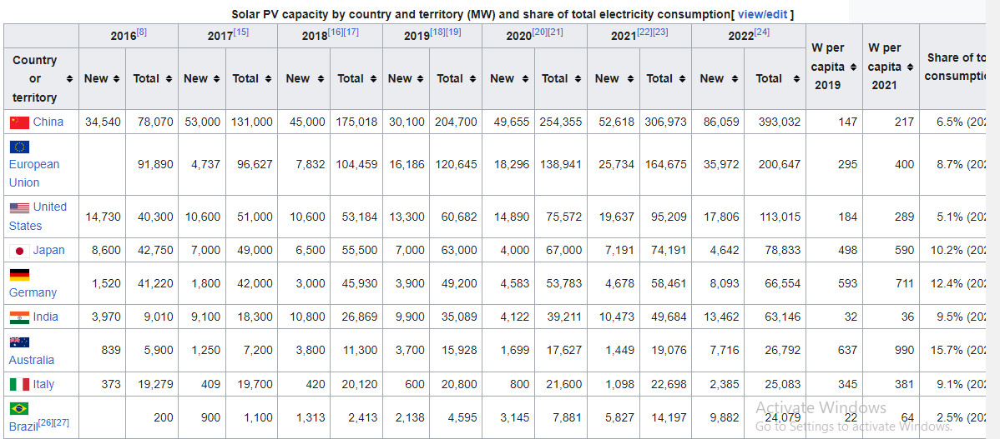 Solar PV capacity by country and territory (MW) and share of total electricity consumption[ view/edit ]
Country or territory 2016[8] 2017[15] 2018[16][17] 2019[18][19] 2020[20][21] 2021[22][23] 2022[24] W per capita 2019 W per capita 2021 Share of to consumptio
New Total New Total New Total New Total New Total New Total New Total
China 34,540 78,070 53,000 131,000 45,000 175,018 30,100 204,700 49,655 254,355 52,618 306,973 86,059 393,032 147 217 6.5% (202
European Union 91,890 4,737 96,627 7,832 104,459 16,186 120,645 18,296 138,941 25,734 164,675 35,972 200,647 295 400 8.7% (202
United States 14,730 40,300 10,600 51,000 10,600 53,184 13,300 60,682 14,890 75,572 19,637 95,209 17,806 113,015 184 289 5.1% (202
Japan 8,600 42,750 7,000 49,000 6,500 55,500 7,000 63,000 4,000 67,000 7,191 74,191 4,642 78,833 498 590 10.2% (202
Germany 1,520 41,220 1,800 42,000 3,000 45,930 3,900 49,200 4,583 53,783 4,678 58,461 8,093 66,554 593 711 12.4% (202
India 3,970 9,010 9,100 18,300 10,800 26,869 9,900 35,089 4,122 39,211 10,473 49,684 13,462 63,146 32 36 9.5% (202
Australia 839 5,900 1,250 7,200 3,800 11,300 3,700 15,928 1,699 17,627 1,449 19,076 7,716 26,792 637 990 15.7% (202
Italy 373 19,279 409 19,700 420 20,120 600 20,800 800 21,600 1,098 22,698 2,385 25,083 345 381 9.1% (202
Brazil[26][27] 200 900 1,100 1,313 2,413 2,138 4,595 3,145 7,881 5,827 14,197 9,882 24,079 22 64 2.5% (202
Activate Windows
Go to Settings to activate Windows.